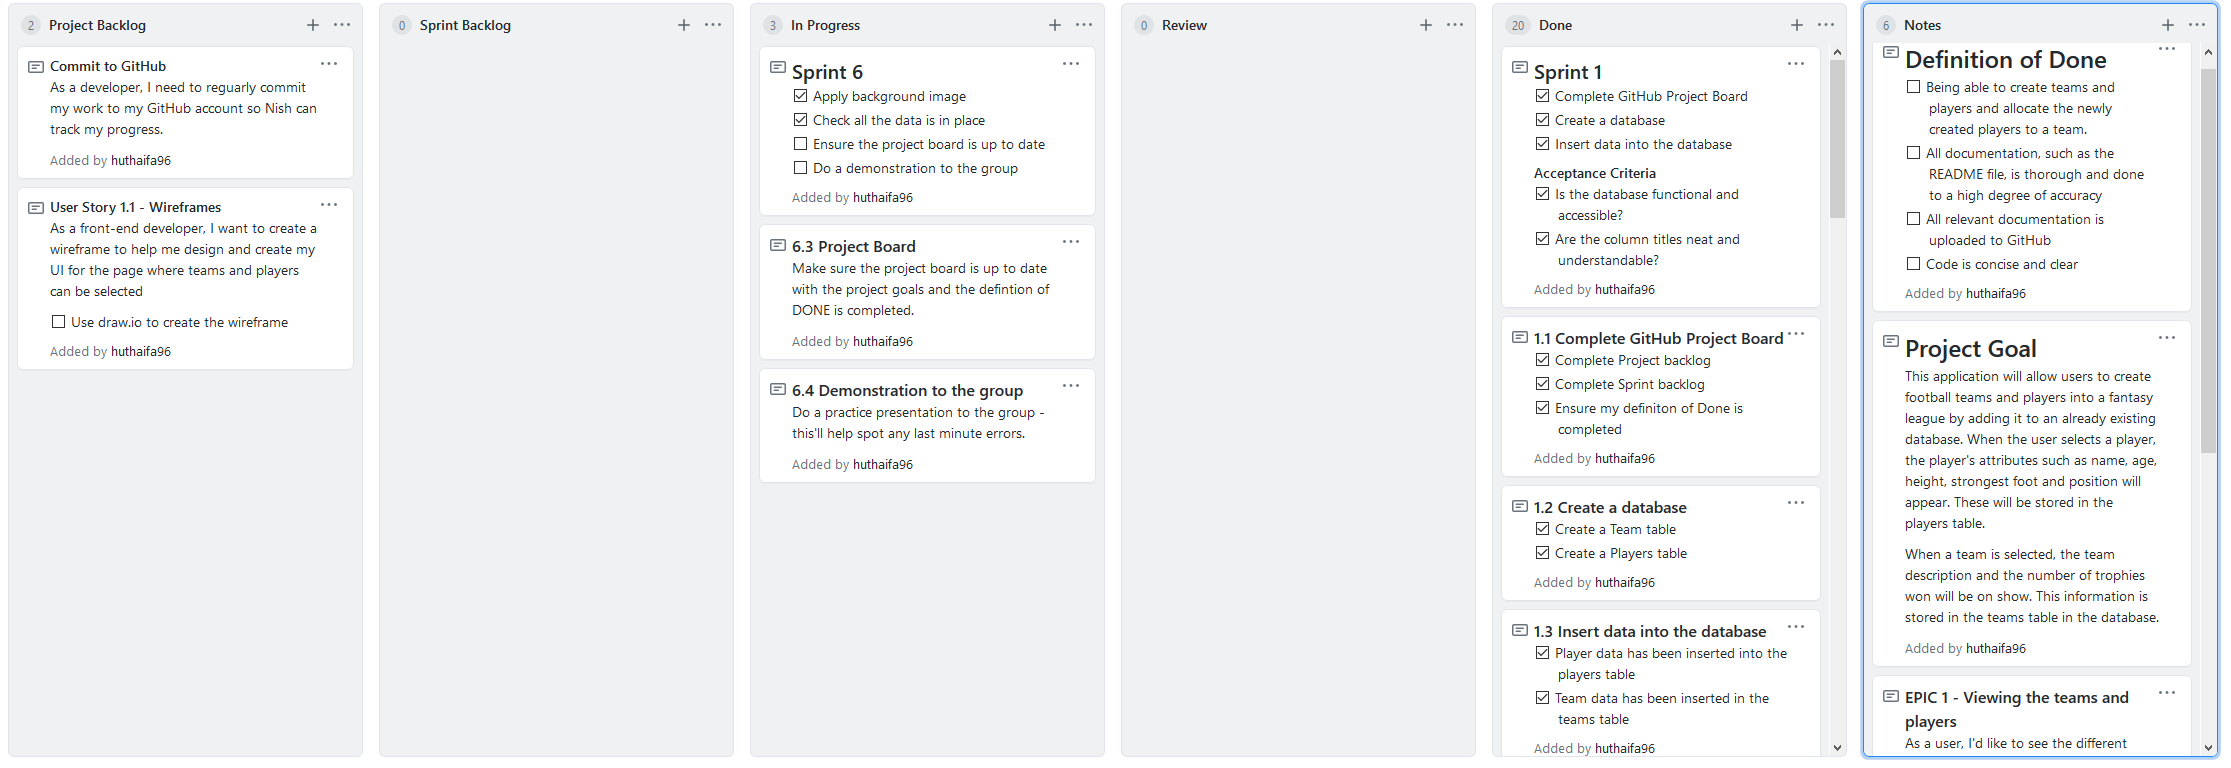 2 Project Backlog
Commit to GitHub
As a developer, I need to reguarly commit
my work to my GitHub account so Nish can
track my progress.
Added by huthaifa96
User Story 1.1 - Wireframes
As a front-end developer, I want to create a
wireframe to help me design and create my
UI for the page where teams and players
can be selected
Use draw.io to create the wireframe
Added by huthaifa96
0 Sprint Backlog
3 In Progress
Sprint 6
Apply background image
Check all the data is in place
Ensure the project board is up to date
Do a demonstration to the group
Added by huthaifa96
6.3 Project Board
Make sure the project board is up to date
with the project goals and the defintion of
DONE is completed.
Added by huthaifa96
6.4 Demonstration to the group
Do a practice presentation to the group -
this'll help spot any last minute errors.
Added by huthaifa96
0 Review
20 Done
Sprint 1
Complete GitHub Project Board
Create a database
Insert data into the database
Acceptance Criteria
Is the database functional and
accessible?
Are the column titles neat and
understandable?
Added by huthaifa96
1.1 Complete GitHub Project Board
Complete Project backlog
Complete Sprint backlog
Ensure my definiton of Done is
completed
Added by huthaifa96
1.2 Create a database
Create a Team table
Create a Players table
Added by huthaifa96
1.3 Insert data into the database
Player data has been inserted into the
players table
Team data has been inserted in the
teams table
Added by huthaifa96
6 Notes
Definition of Done
Being able to create teams and
players and allocate the newly
created players to a team.
All documentation, such as the
README file, is thorough and done
to a high degree of accuracy
All relevant documentation is
uploaded to GitHub
Code is concise and clear
Added by huthaifa96
Project Goal
This application will allow users to create
football teams and players into a fantasy
league by adding it to an already existing
database. When the user selects a player,
the player's attributes such as name, age,
height, strongest foot and position will
appear. These will be stored in the
players table.
When a team is selected, the team
description and the number of trophies
won will be on show. This information is
stored in the teams table in the database.
Added by huthaifa96
EPIC 1 - Viewing the teams and
players
As a user, I'd like to see the different